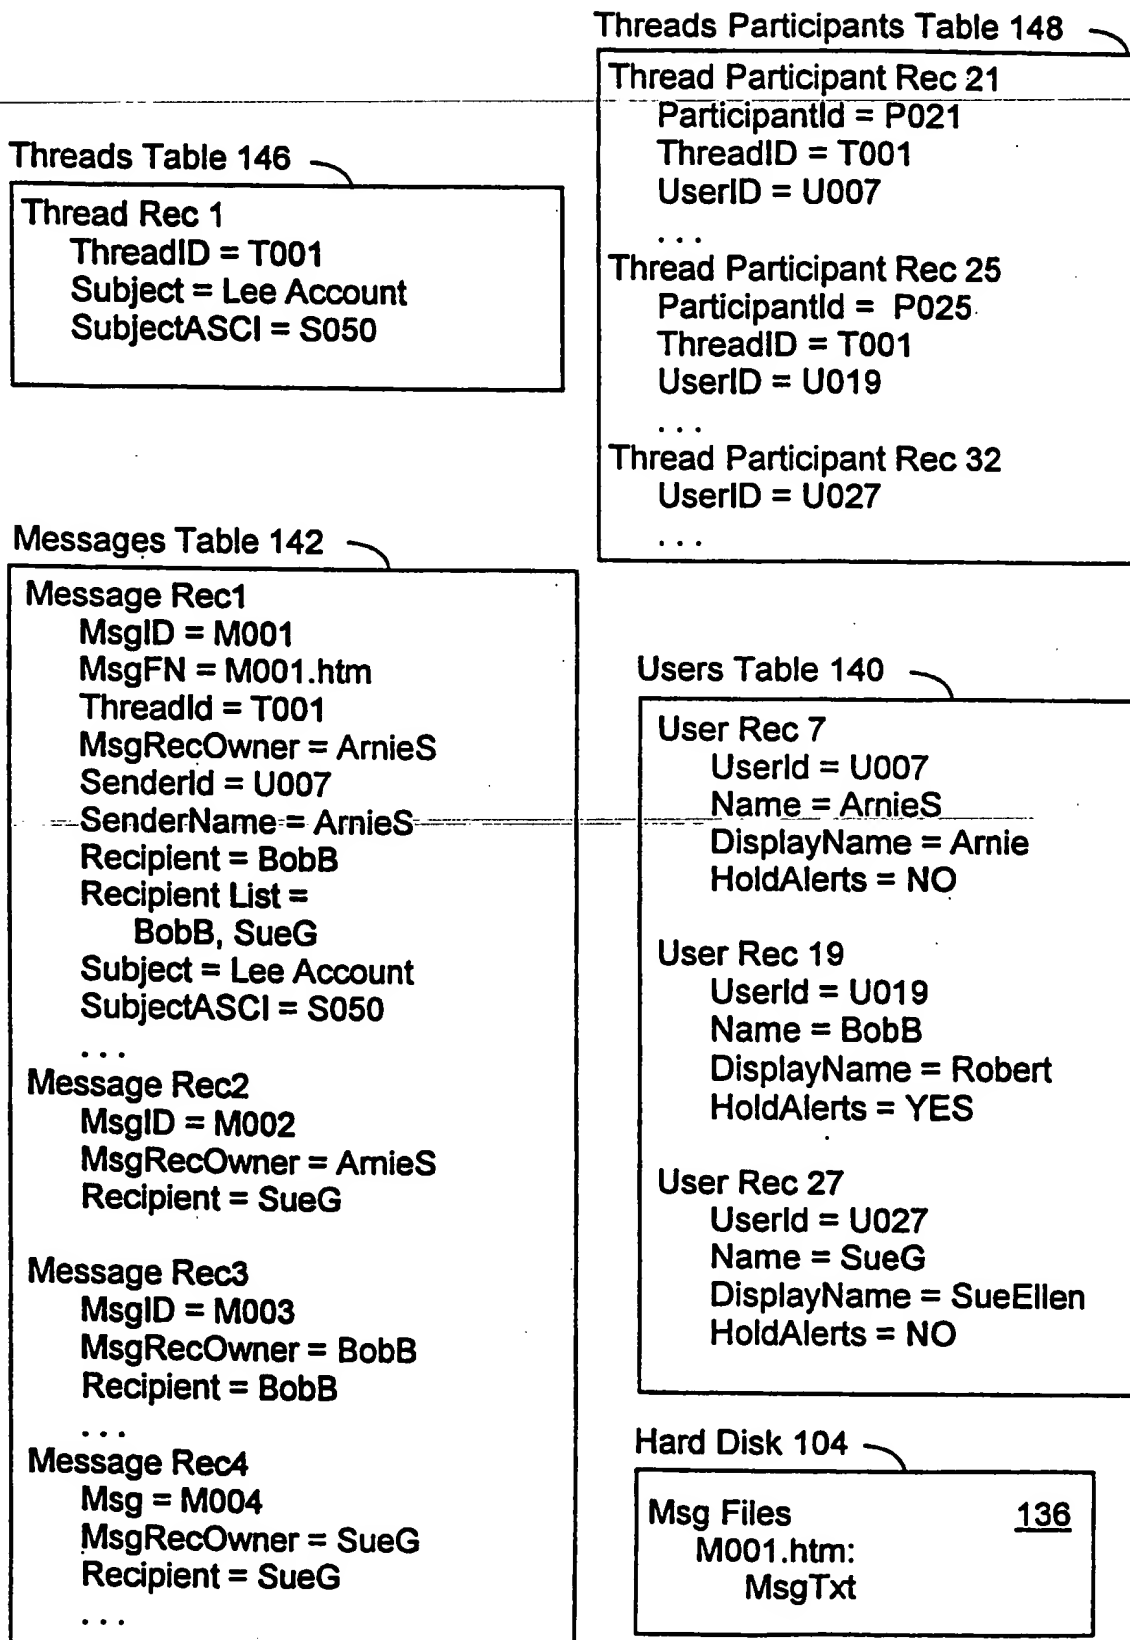 Threads Participants Table 148
Thread Participant Rec 21
ParticipantId = P021
ThreadID = T001
UserID = U007
. . .
Thread Participant Rec 25
ParticipantId = P025
ThreadID = T001
UserID = U019
. . .
Thread Participant Rec 32
UserID = U027
. . .
Threads Table 146
Thread Rec 1
ThreadID = T001
Subject = Lee Account
SubjectASCI = S050
Messages Table 142
Message Rec1
MsgID = M001
MsgFN = M001.htm
ThreadId = T001
MsgRecOwner = ArnieS
SenderId = U007
SenderName = ArnieS
Recipient = BobB
Recipient List =
BobB, SueG
Subject = Lee Account
SubjectASCI = S050
. . .
Message Rec2
MsgID = M002
MsgRecOwner = ArnieS
Recipient = SueG
Message Rec3
MsgID = M003
MsgRecOwner = BobB
Recipient = BobB
. . .
Message Rec4
Msg = M004
MsgRecOwner = SueG
Recipient = SueG
. . .
Users Table 140
User Rec 7
UserId = U007
Name = ArnieS
DisplayName = Arnie
HoldAlerts = NO
User Rec 19
UserId = U019
Name = BobB
DisplayName = Robert
HoldAlerts = YES
User Rec 27
UserId = U027
Name = SueG
DisplayName = SueEllen
HoldAlerts = NO
Hard Disk 104
Msg Files 136
M001.htm:
MsgTxt